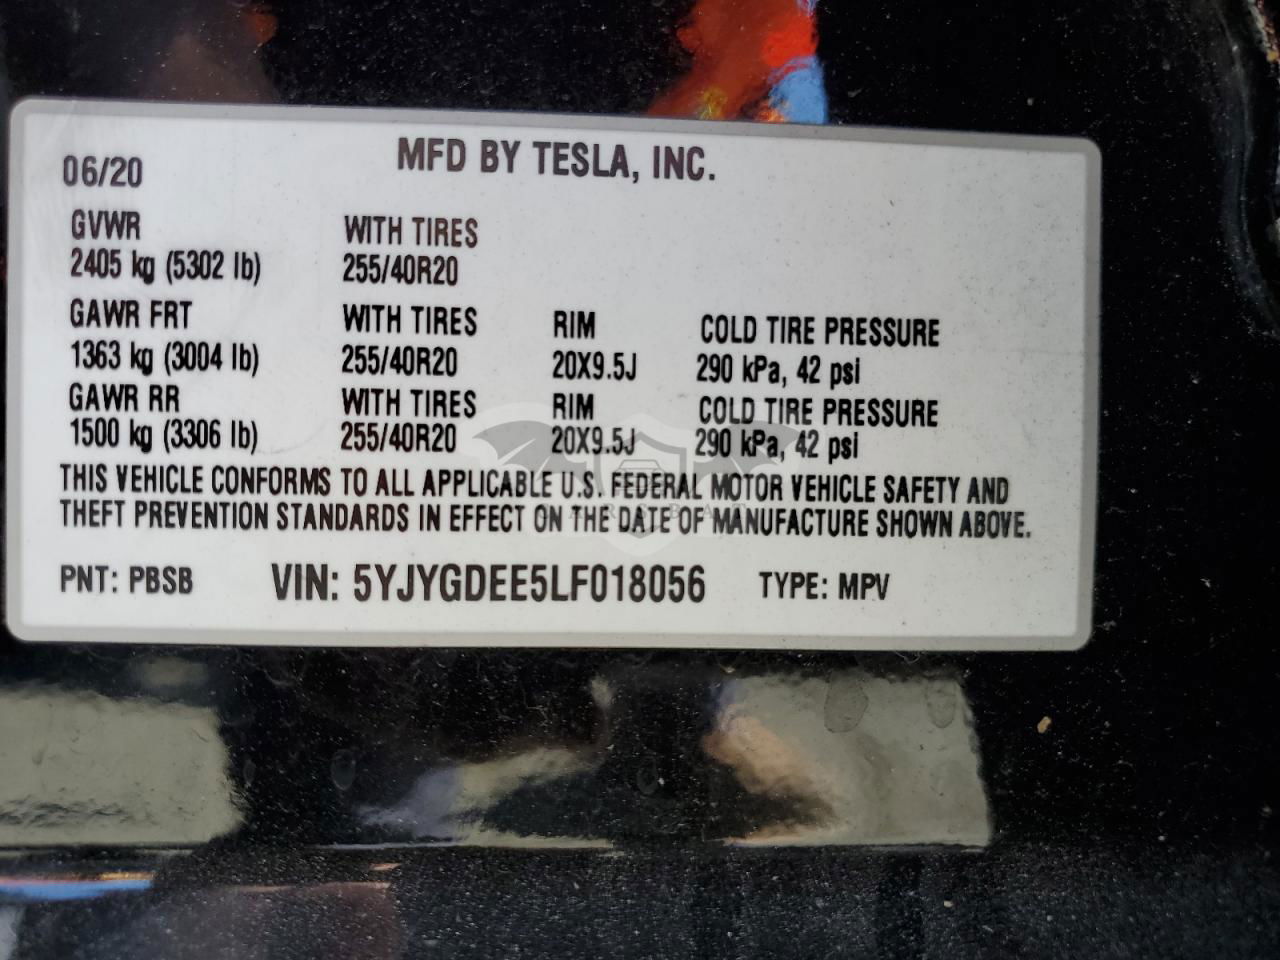 06/20 MFD BY TESLA, INC.
GVWR WITH TIRES
2405 kg (5302 lb) 255/40R20
GAWR FRT WITH TIRES RIM COLD TIRE PRESSURE
1363 kg (3004 lb) 255/40R20 20X9.5J 290 kPa, 42 psi
GAWR RR WITH TIRES RIM COLD TIRE PRESSURE
1500 kg (3306 lb) 255/40R20 20X9.5J 290 kPa, 42 psi
THIS VEHICLE CONFORMS TO ALL APPLICABLE U.S. FEDERAL MOTOR VEHICLE SAFETY AND
THEFT PREVENTION STANDARDS IN EFFECT ON THE DATE OF MANUFACTURE SHOWN ABOVE.
PNT: PBSB VIN: 5YJYGDEE5LF018056 TYPE: MPV